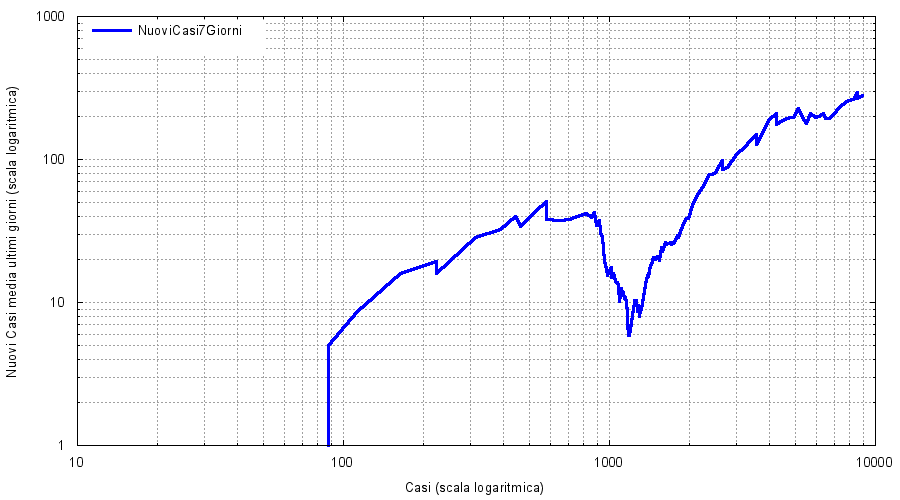 NuoviCasi7Giorni
1000
100
10
1
Nuovi Casi media ultimi giorni (scala logaritmica)
10
100
1000
10000
Casi (scala logaritmica)